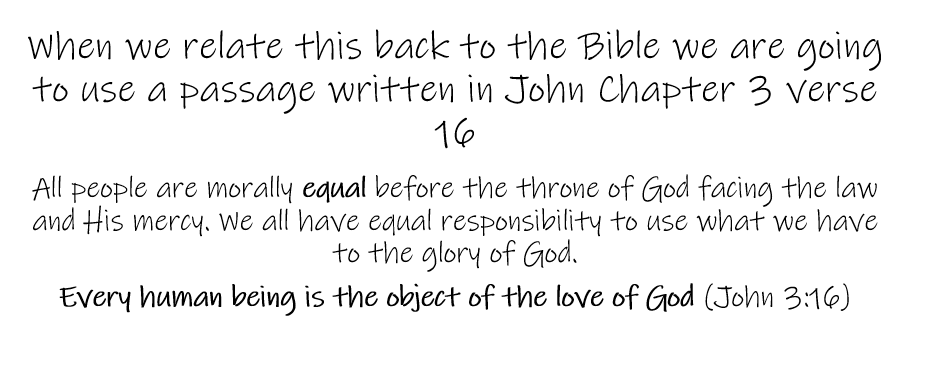 When we relate this back to the Bible we are going
to use a passage written in John Chapter 3 verse
16
All people are morally equal before the throne of God facing the law
and His mercy. We all have equal responsibility to use what we have
to the glory of God.
Every human being is the object of the love of God (John 3:16)